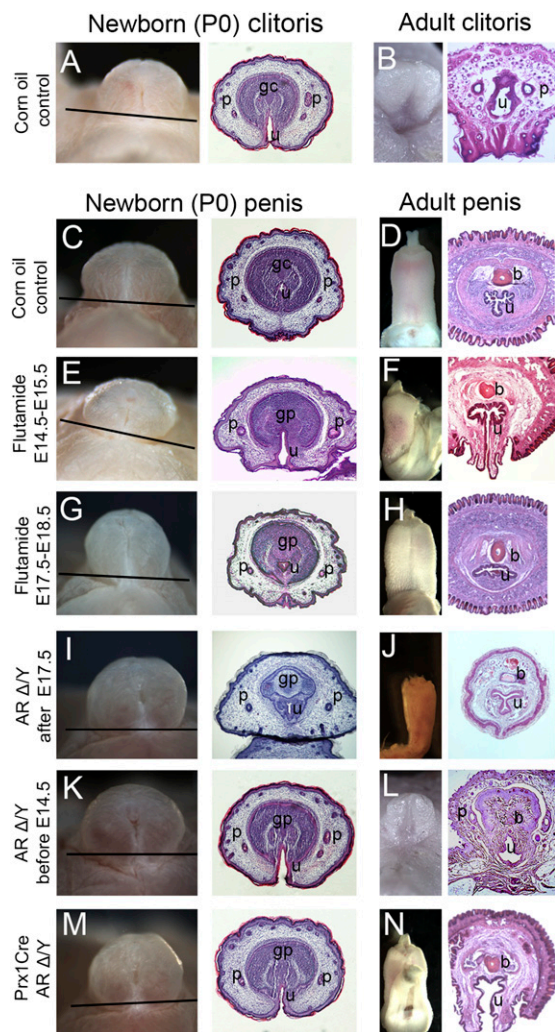 Newborn (P0) clitoris
Adult clitoris
Corn oil
control
A
gc
p
p
u
B
p
u
Newborn (P0) penis
Adult penis
Corn oil
control
C
gc
p
p
u
D
b
u
Flutamide
E14.5-E15.5
E
gp
p
p
u
F
b
u
Flutamide
E17.5-E18.5
G
gp
p
p
u
H
b
u
AR Δ/Y
after E17.5
I
gp
p
p
u
J
b
u
AR Δ/Y
before E14.5
K
gp
p
p
u
L
p
b
u
Prx1Cre
AR Δ/Y
M
gp
p
p
u
N
b
u